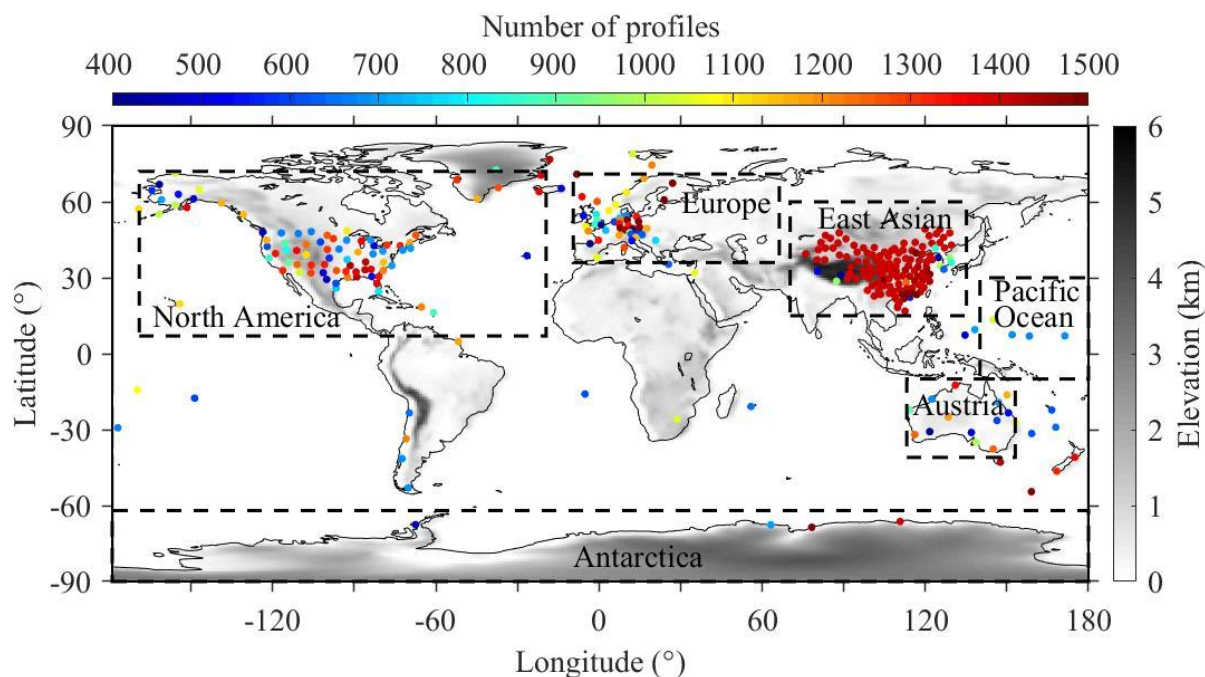 Number of profiles
400 500 600 700 800 900 1000 1100 1200 1300 1400 1500
90
60
30
0
-30
-60
-90
Latitude (°)
North America
Europe
East Asian
Pacific
Ocean
Austria
Antarctica
6
5
4
3
2
1
0
Elevation (km)
-120 -60 0 60 120 180
Longitude (°)